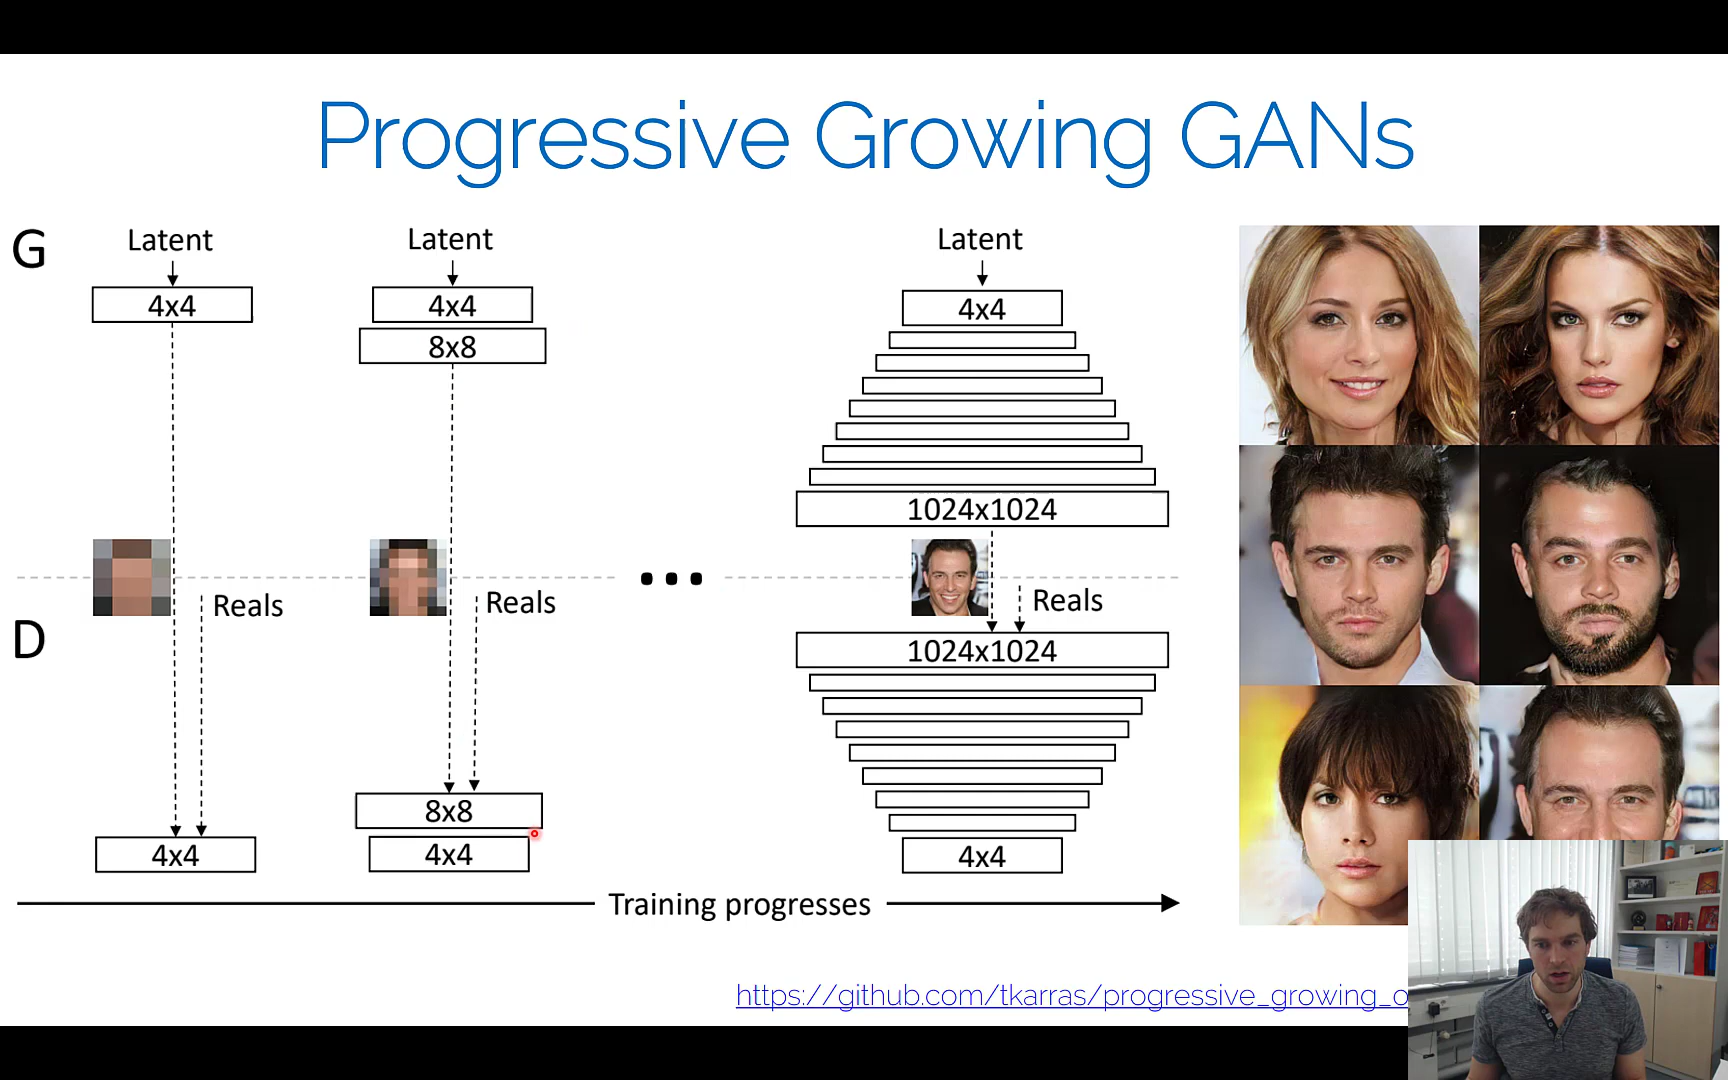 Progressive Growing GANs
G
Latent
Latent
Latent
4x4
4x4
4x4
8x8
1024x1024
Reals
Reals
Reals
D
1024x1024
8x8
4x4
4x4
4x4
Training progresses
https://github.com/tkarras/progressive_growing_o